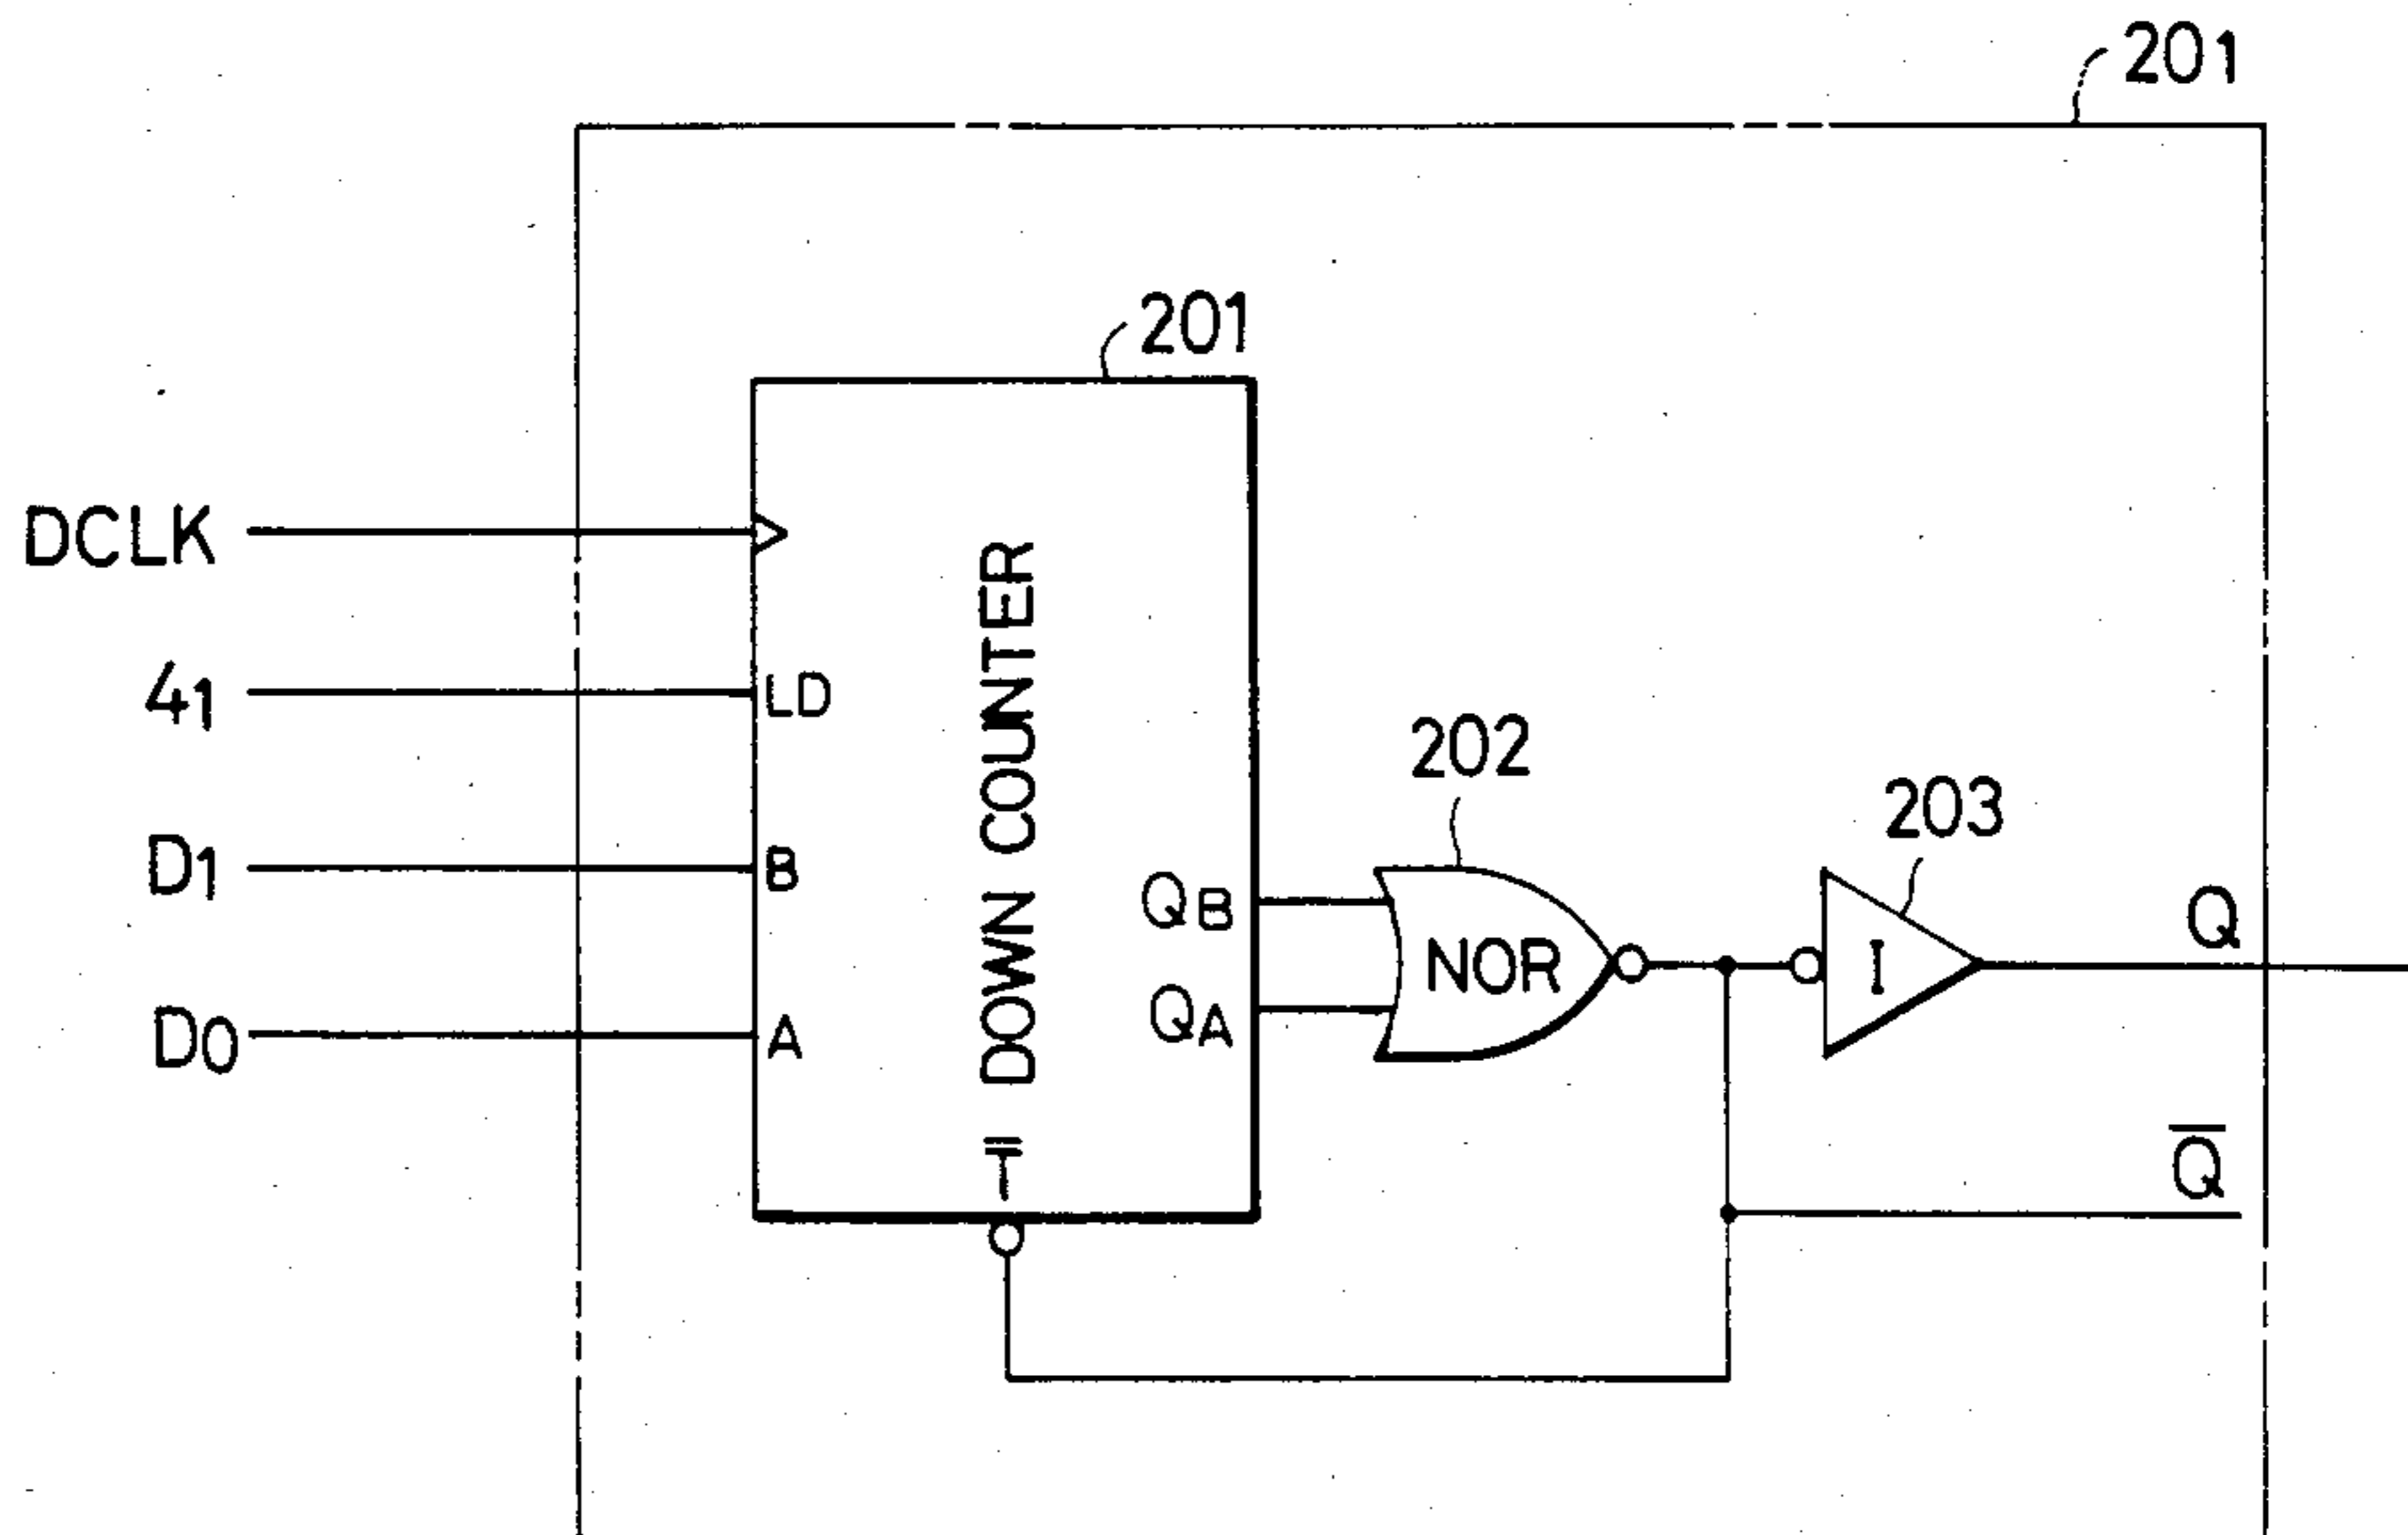 201
201
DCLK
41
LD
D1
B
D0
A
DOWN COUNTER
T
QB
QA
202
NOR
203
I
Q
Q̅